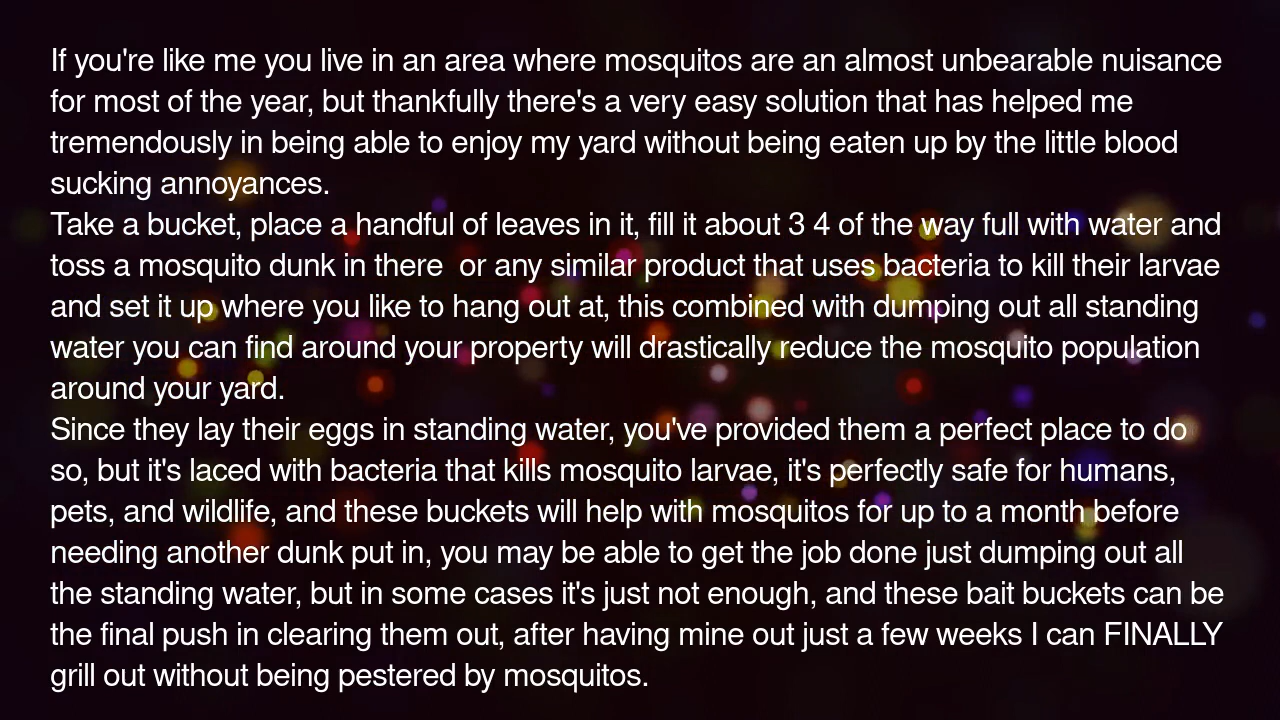 If you're like me you live in an area where mosquitos are an almost unbearable nuisance
for most of the year, but thankfully there's a very easy solution that has helped me
tremendously in being able to enjoy my yard without being eaten up by the little blood
sucking annoyances.
Take a bucket, place a handful of leaves in it, fill it about 3 4 of the way full with water and
toss a mosquito dunk in there  or any similar product that uses bacteria to kill their larvae
and set it up where you like to hang out at, this combined with dumping out all standing
water you can find around your property will drastically reduce the mosquito population
around your yard.
Since they lay their eggs in standing water, you've provided them a perfect place to do
so, but it's laced with bacteria that kills mosquito larvae, it's perfectly safe for humans,
pets, and wildlife, and these buckets will help with mosquitos for up to a month before
needing another dunk put in, you may be able to get the job done just dumping out all
the standing water, but in some cases it's just not enough, and these bait buckets can be
the final push in clearing them out, after having mine out just a few weeks I can FINALLY
grill out without being pestered by mosquitos.